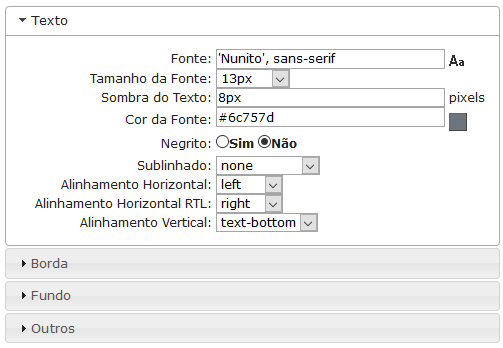 Texto
Fonte: 'Nunito', sans-serif Aa
Tamanho da Fonte: 13px
Sombra do Texto: 8px pixels
Cor da Fonte: #6c757d
Negrito: Sim Não
Sublinhado: none
Alinhamento Horizontal: left
Alinhamento Horizontal RTL: right
Alinhamento Vertical: text-bottom
Borda
Fundo
Outros